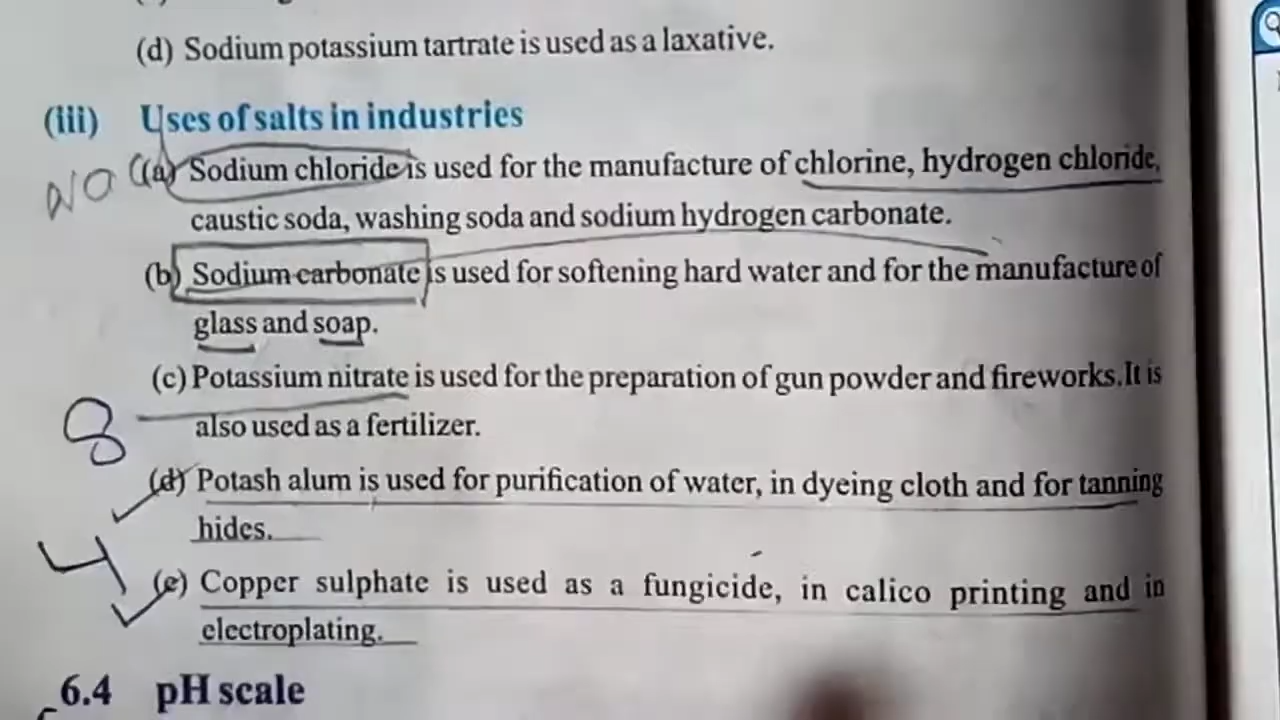 (d) Sodium potassium tartrate is used as a laxative.
(iii) Uses of salts in industries
NO (a) Sodium chloride is used for the manufacture of chlorine, hydrogen chloride,
caustic soda, washing soda and sodium hydrogen carbonate.
(b) Sodium carbonate is used for softening hard water and for the manufacture of
glass and soap.
(c) Potassium nitrate is used for the preparation of gun powder and fireworks. It is
8 also used as a fertilizer.
(d) Potash alum is used for purification of water, in dyeing cloth and for tanning
hides.
4 (e) Copper sulphate is used as a fungicide, in calico printing and in
electroplating.
6.4 pH scale